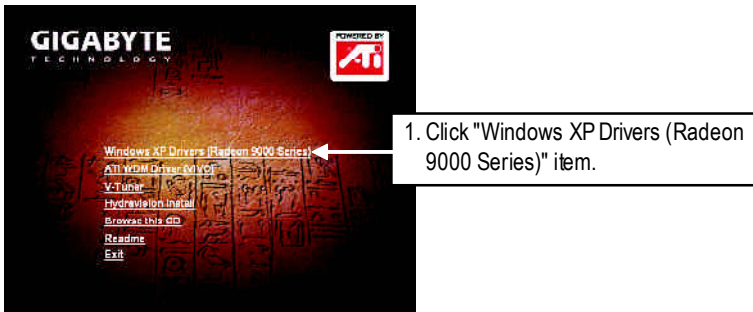 GIGABYTE
TECHNOLOGY
POWERED BY
ATi
Windows XP Drivers (Radeon 9000 Series)
ATI WDM Driver (VIVO)
V-Tuner
Hydravision Install
Browse this CD
Readme
Exit
1. Click "Windows XP Drivers (Radeon
9000 Series)" item.